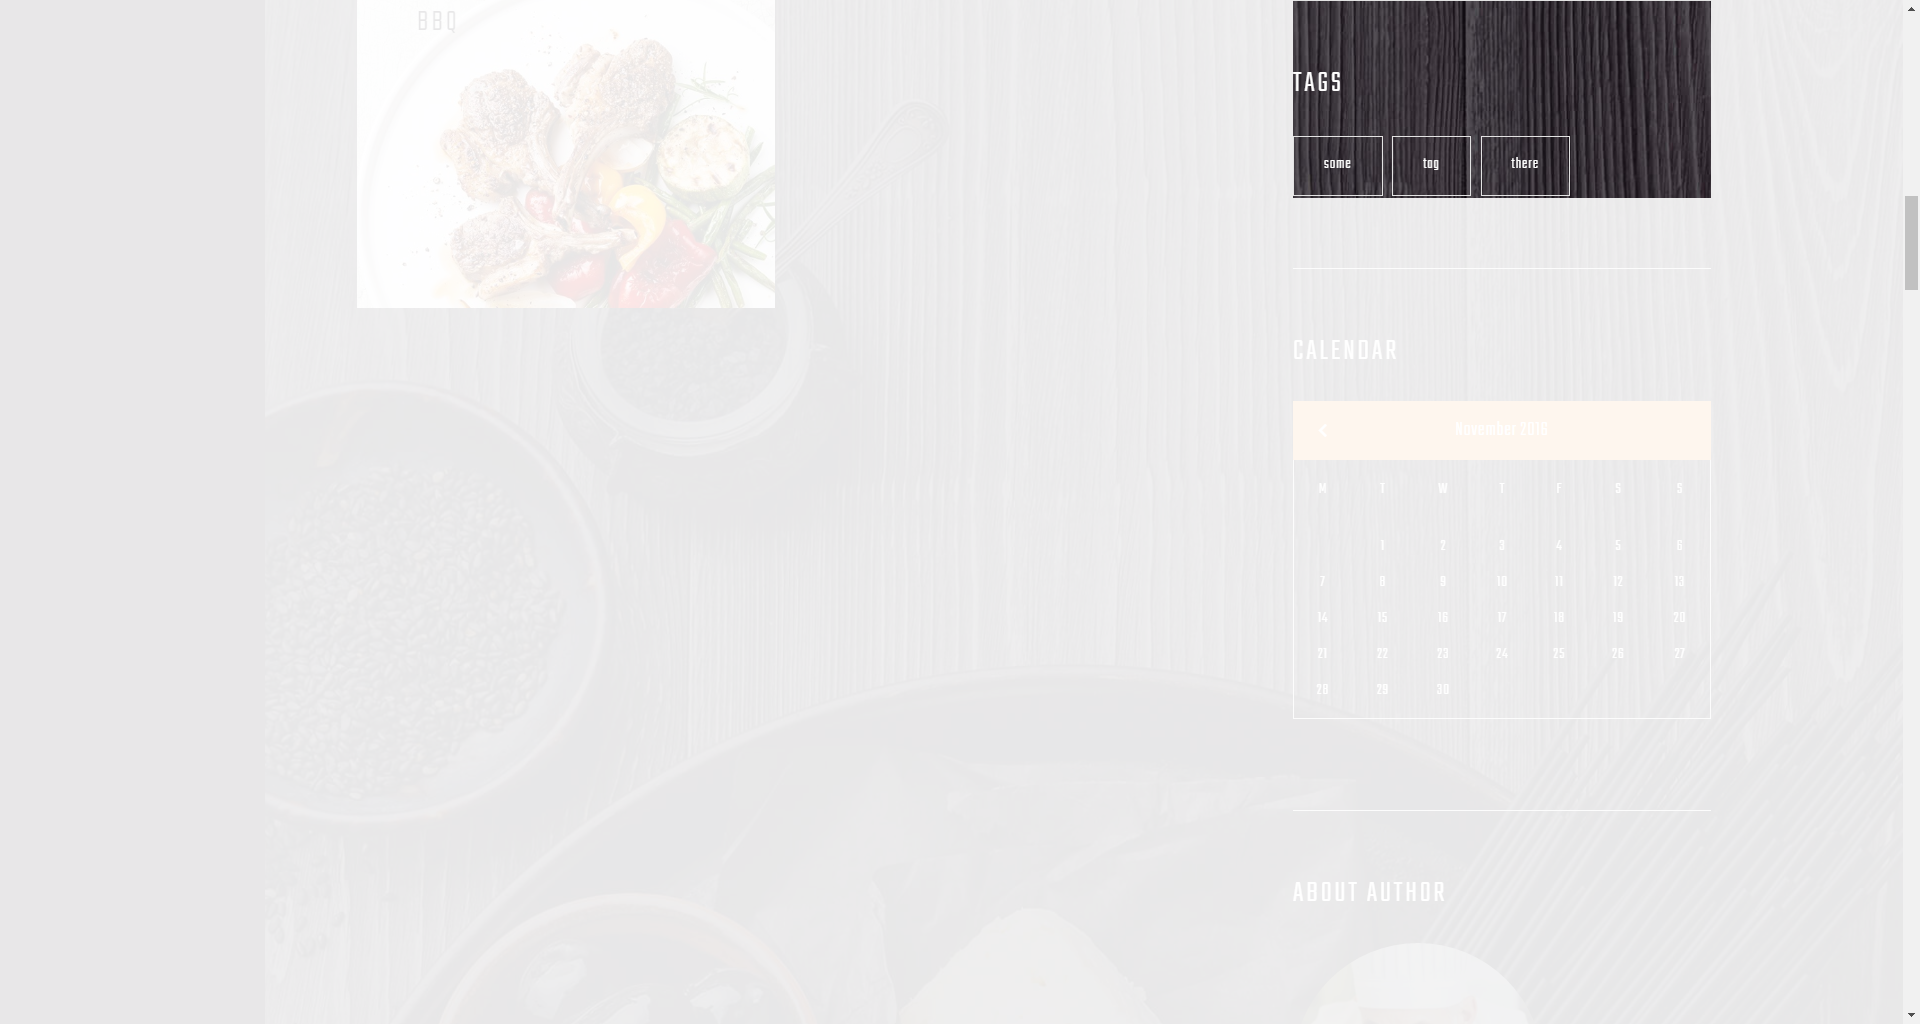 BBQ
TAGS
some tag there
CALENDAR
November 2016
M T W T F S S
1 2 3 4 5 6
7 8 9 10 11 12 13
14 15 16 17 18 19 20
21 22 23 24 25 26 27
28 29 30
ABOUT AUTHOR